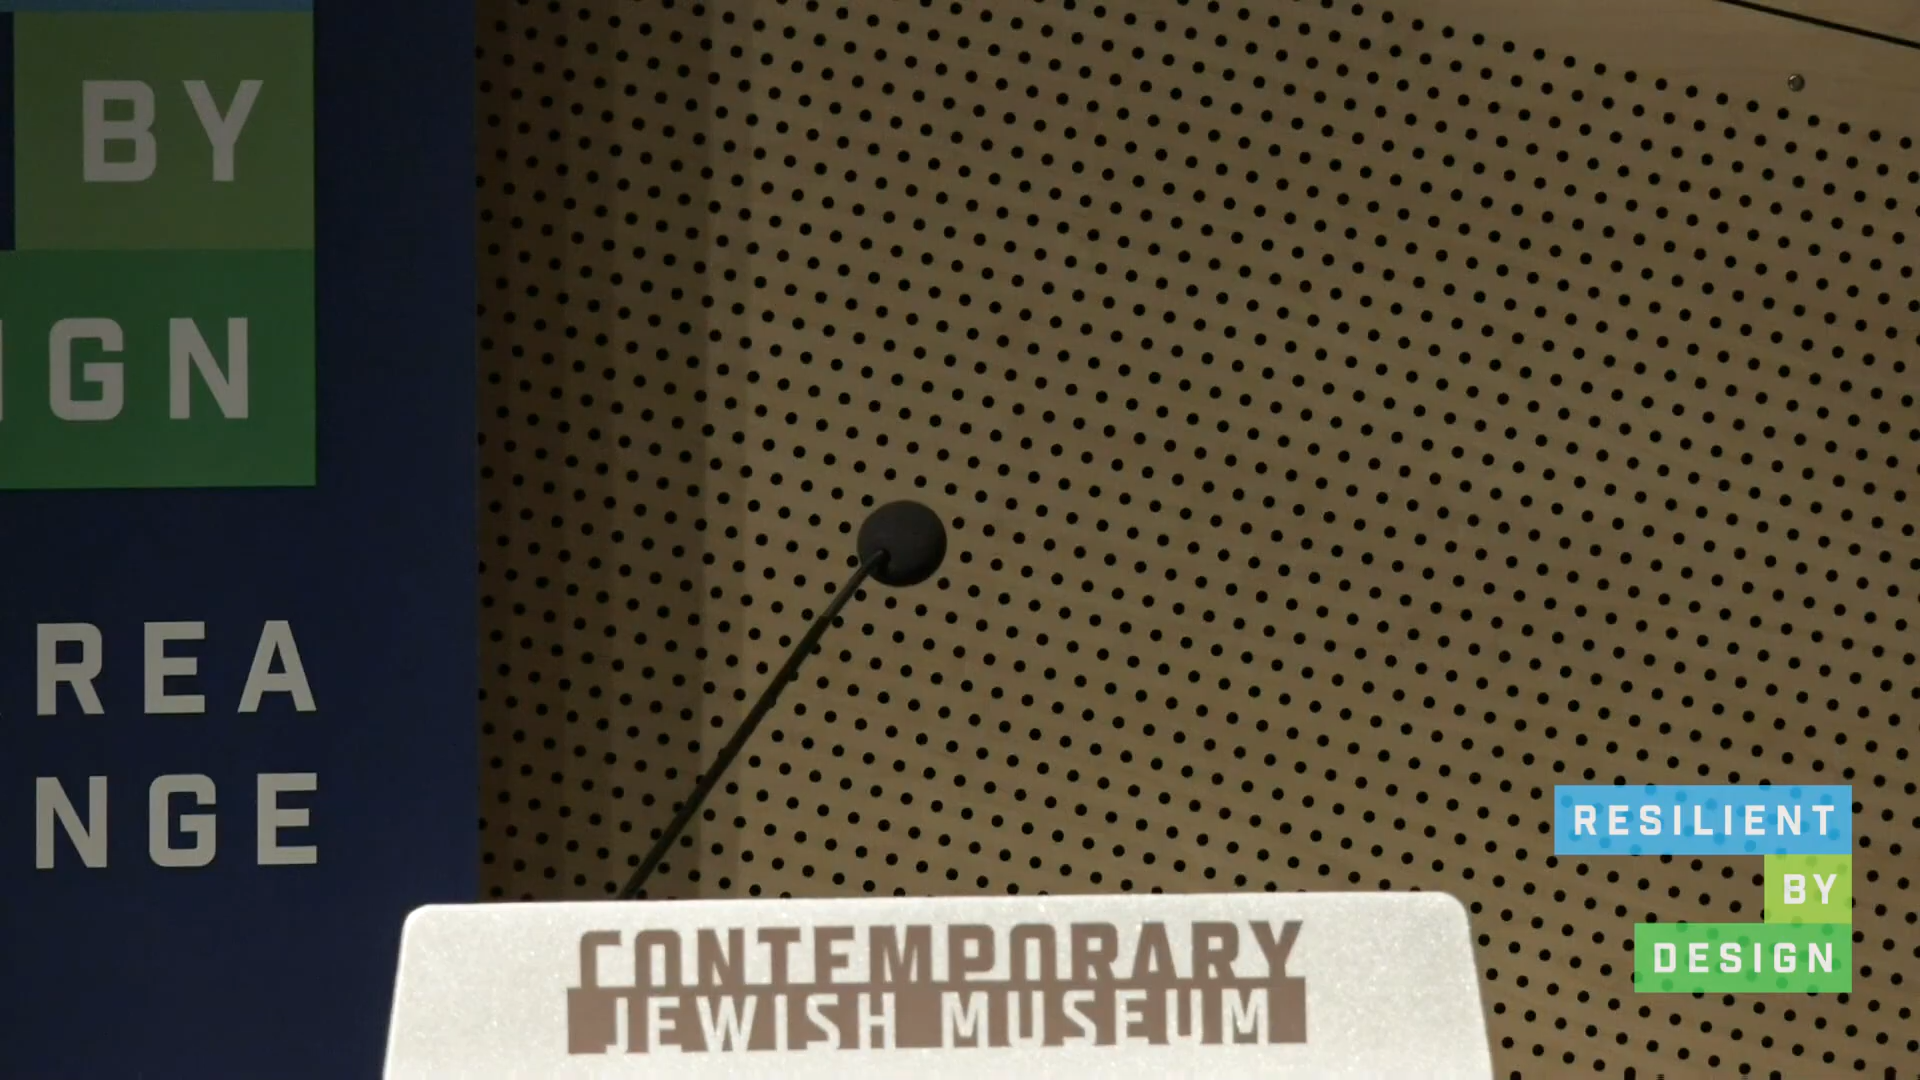 BY
IGN
REA
NGE
CONTEMPORARY
JEWISH MUSEUM
RESILIENT
BY
DESIGN